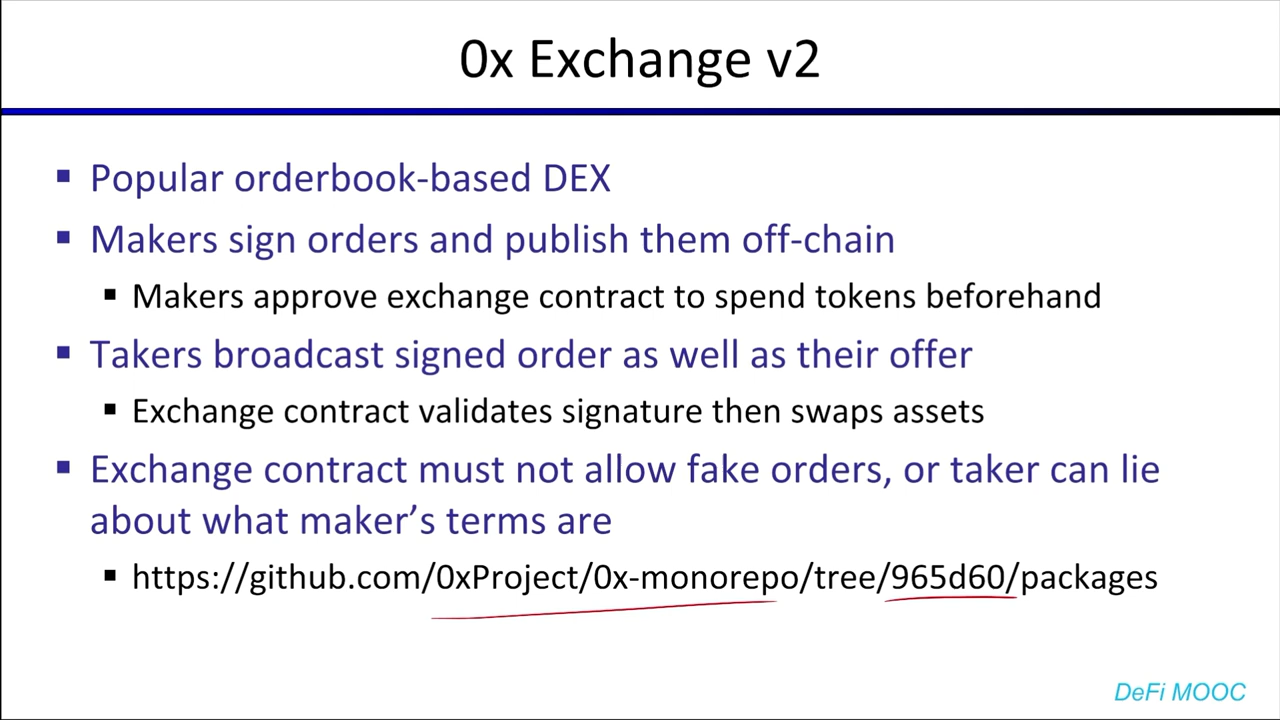 0x Exchange v2
Popular orderbook-based DEX
Makers sign orders and publish them off-chain
Makers approve exchange contract to spend tokens beforehand
Takers broadcast signed order as well as their offer
Exchange contract validates signature then swaps assets
Exchange contract must not allow fake orders, or taker can lie
about what maker’s terms are
https://github.com/0xProject/0x-monorepo/tree/965d60/packages
DeFi MOOC